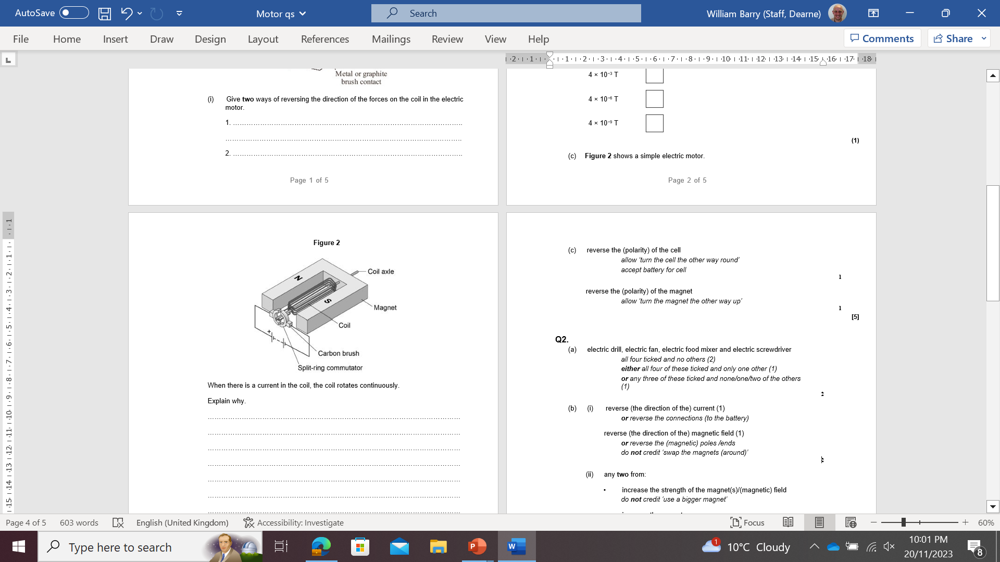 AutoSave
Motor qs
Search
William Barry (Staff, Dearne)
File Home Insert Draw Design Layout References Mailings Review View Help
Comments Share
Metal or graphite
brush contact
(i) Give two ways of reversing the direction of the forces on the coil in the electric
motor.
1. ....................................................
....................................................
2. ....................................................
Page 1 of 5
4 × 10⁻³ T
4 × 10⁻⁶ T
4 × 10⁻⁹ T
(1)
(c) Figure 2 shows a simple electric motor.
Page 2 of 5
Figure 2
N
S
Coil axle
Magnet
Coil
+
Carbon brush
Split-ring commutator
When there is a current in the coil, the coil rotates continuously.
Explain why.
(c) reverse the (polarity) of the cell
allow ‘turn the cell the other way round’
accept battery for cell
1
reverse the (polarity) of the magnet
allow ‘turn the magnet the other way up’
1
[5]
Q2.
(a) electric drill, electric fan, electric food mixer and electric screwdriver
all four ticked and no others (2)
either all four of these ticked and only one other (1)
or any three of these ticked and none/one/two of the others
(1)
2
(b) (i) reverse (the direction of the) current (1)
or reverse the connections (to the battery)
reverse (the direction of the) magnetic field (1)
or reverse the (magnetic) poles /ends
do not credit ‘swap the magnets (around)’
2
(ii) any two from:
• increase the strength of the magnet(s)/(magnetic) field
do not credit ‘use a bigger magnet’
Page 4 of 5 603 words English (United Kingdom) Accessibility: Investigate
Focus 60%
Type here to search
1
10°C Cloudy
10:01 PM
20/11/2023
8